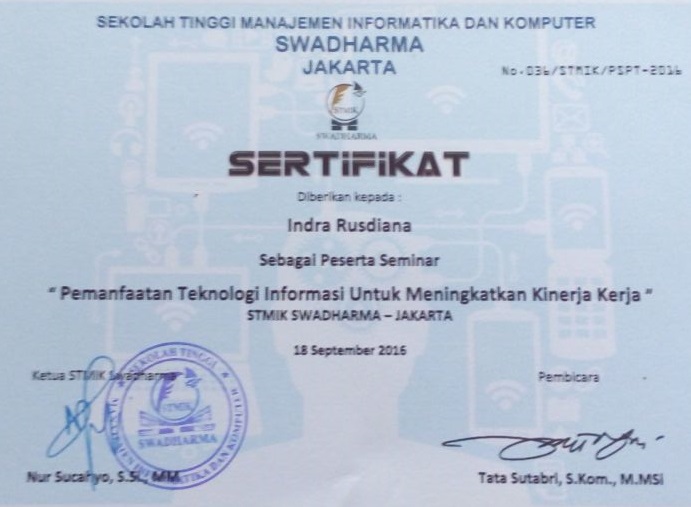 SEKOLAH TINGGI MANAJEMEN INFORMATIKA DAN KOMPUTER
SWADHARMA
JAKARTA
No.036/STMIK/PSPT-2016
STMIK
SWADHARMA
SERTIFIKAT
Diberikan kepada :
Indra Rusdiana
Sebagai Peserta Seminar
“ Pemanfaatan Teknologi Informasi Untuk Meningkatkan Kinerja Kerja ”
STMIK SWADHARMA – JAKARTA
18 September 2016
Ketua STMIK Swadharma
Pembicara
SEKOLAH TINGGI
STMIK
SWADHARMA
MANAJEMEN INFORMATIKA DAN KOMPUTER
Nur Sucahyo, S.Si., MM
Tata Sutabri, S.Kom., M.MSi